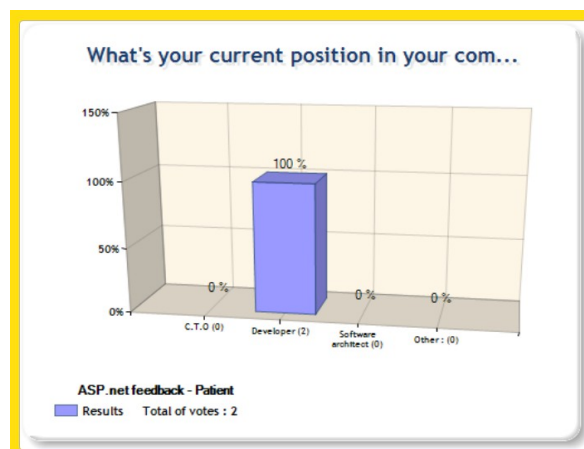 What's your current position in your com...
150%
100%
50%
0%
0 %
100 %
0 %
0 %
C.T.O (0)
Developer (2)
Software
architect (0)
Other : (0)
ASP.net feedback - Patient
Results Total of votes : 2